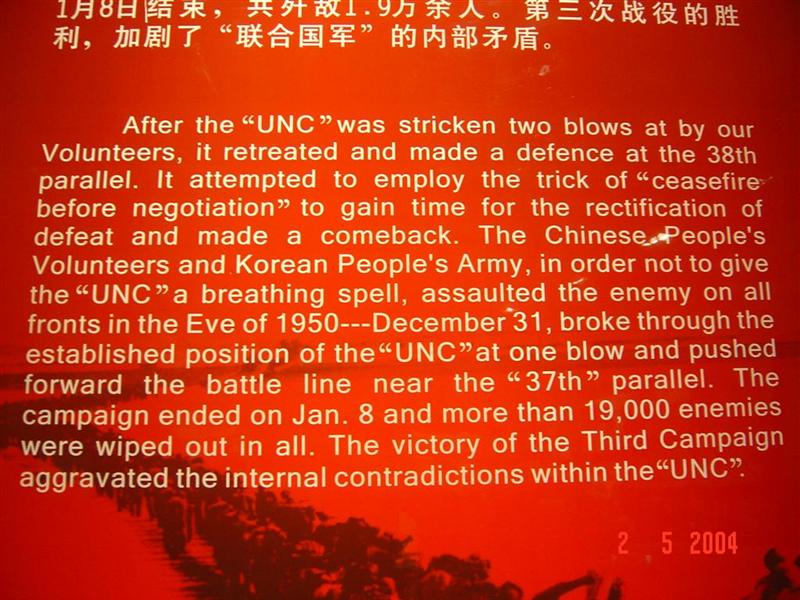 1月8日结束，共歼敌1.9万余人。第三次战役的胜
利，加剧了“联合国军”的内部矛盾。
After the “UNC” was stricken two blows at by our
Volunteers, it retreated and made a defence at the 38th
parallel. It attempted to employ the trick of “ceasefire
before negotiation” to gain time for the rectification of
defeat and made a comeback. The Chinese People's
Volunteers and Korean People's Army, in order not to give
the “UNC” a breathing spell, assaulted the enemy on all
fronts in the Eve of 1950---December 31, broke through the
established position of the “UNC” at one blow and pushed
forward the battle line near the “37th” parallel. The
campaign ended on Jan. 8 and more than 19,000 enemies
were wiped out in all. The victory of the Third Campaign
aggravated the internal contradictions within the “UNC”.
2 5 2004